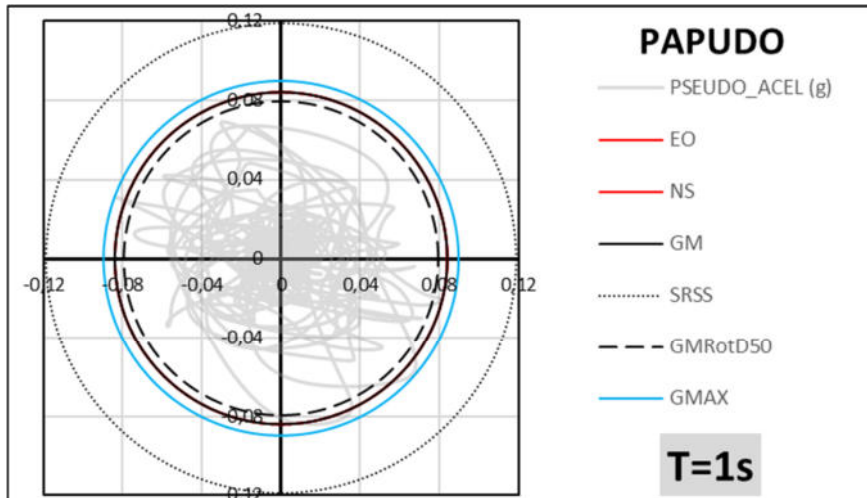 PAPUDO
PSEUDO_ACEL (g)
EO
NS
GM
SRSS
GMRotD50
GMAX
T=1s
0,12
0,08
0,04
-0,12 -0,08 -0,04 0 0,04 0,08 0,12
-0,04
-0,08
0,12